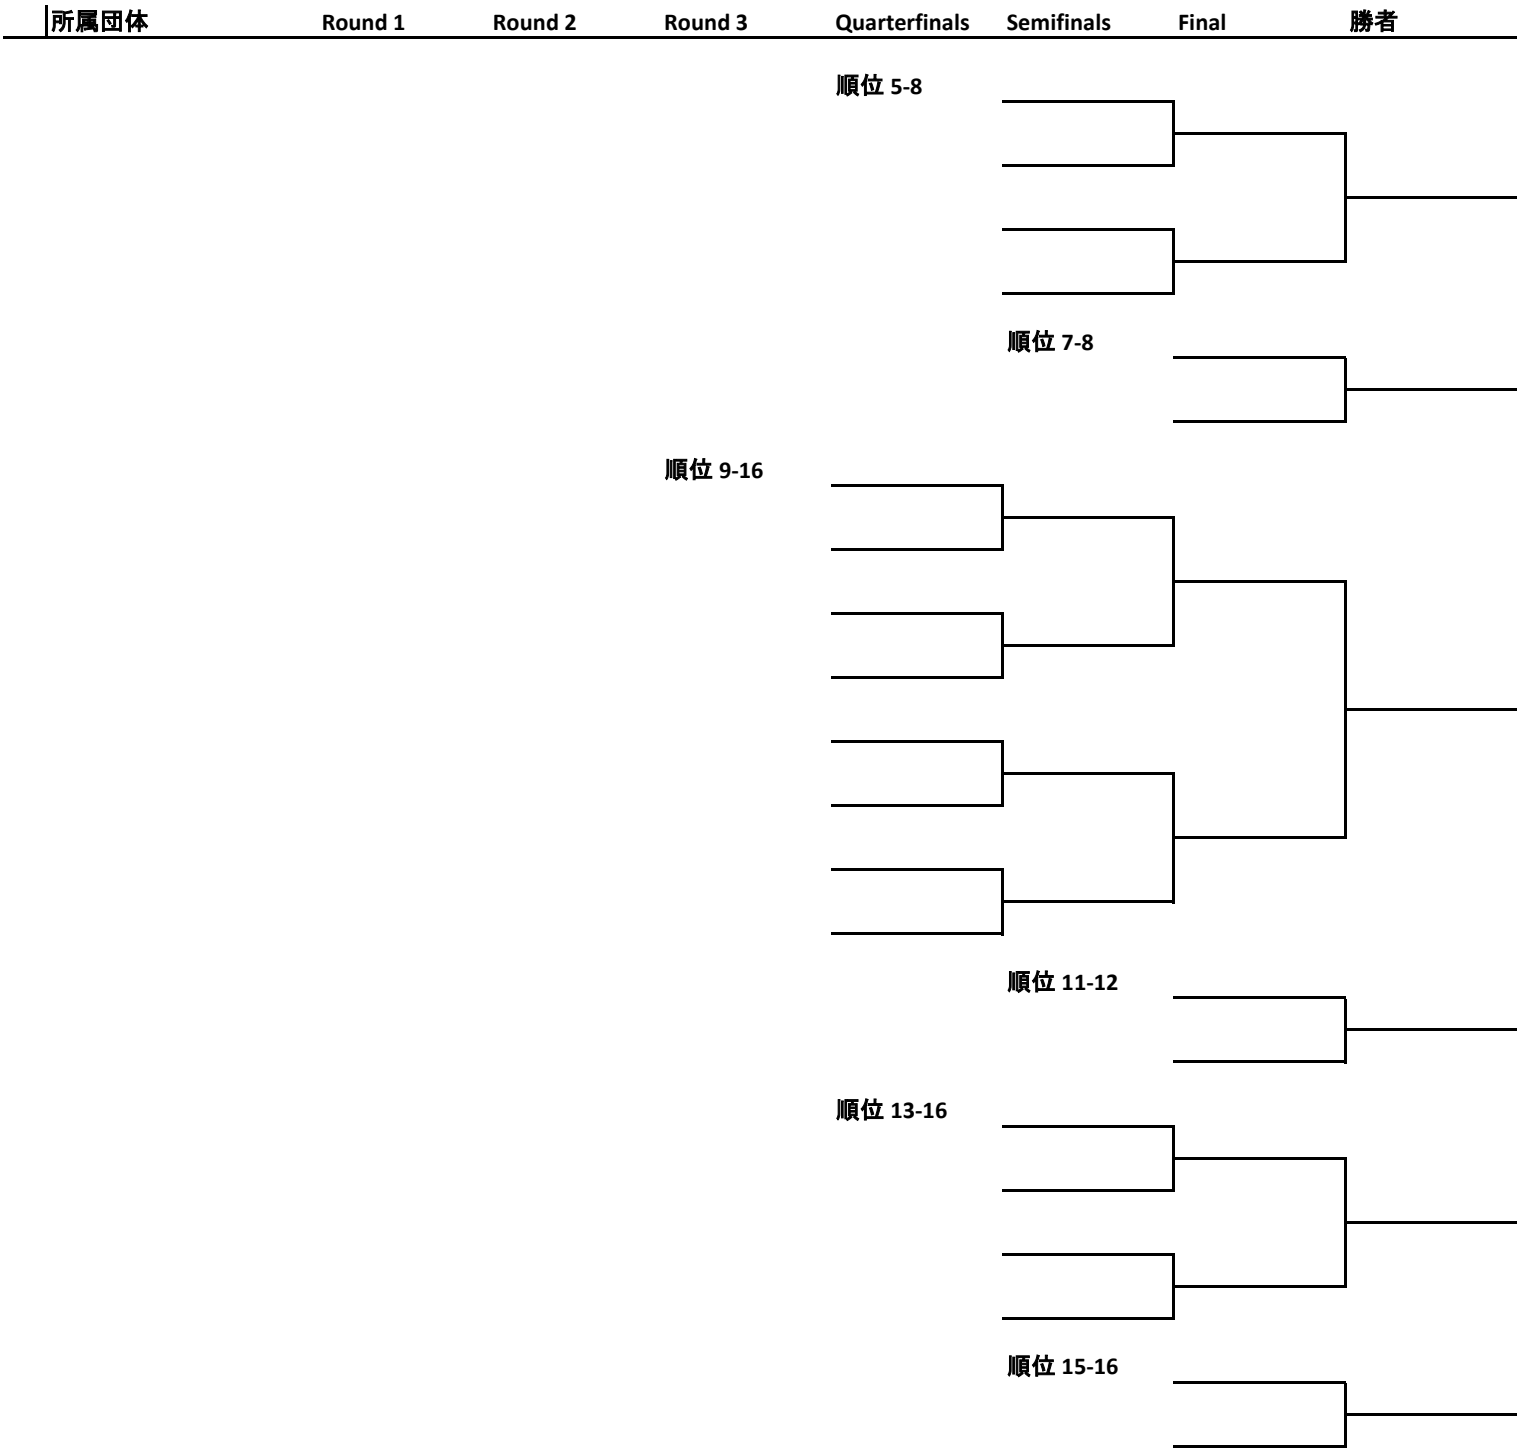 所属団体 Round 1 Round 2 Round 3 Quarterfinals Semifinals Final 勝者
順位 5-8
順位 7-8
順位 9-16
順位 11-12
順位 13-16
順位 15-16